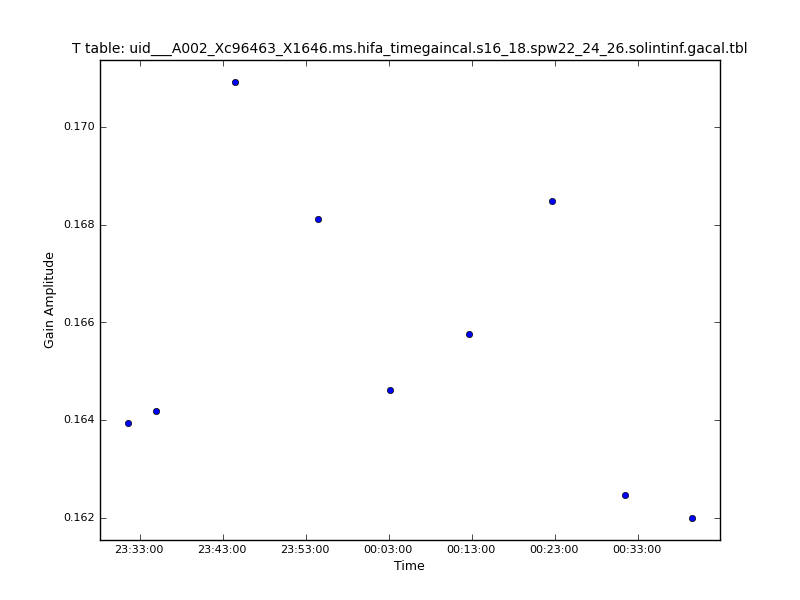 T table: uid___A002_Xc96463_X1646.ms.hifa_timegaincal.s16_18.spw22_24_26.solintinf.gacal.tbl
0.170
0.168
Gain Amplitude
0.166
0.164
0.162
23:33:00 23:43:00 23:53:00 00:03:00 00:13:00 00:23:00 00:33:00
Time